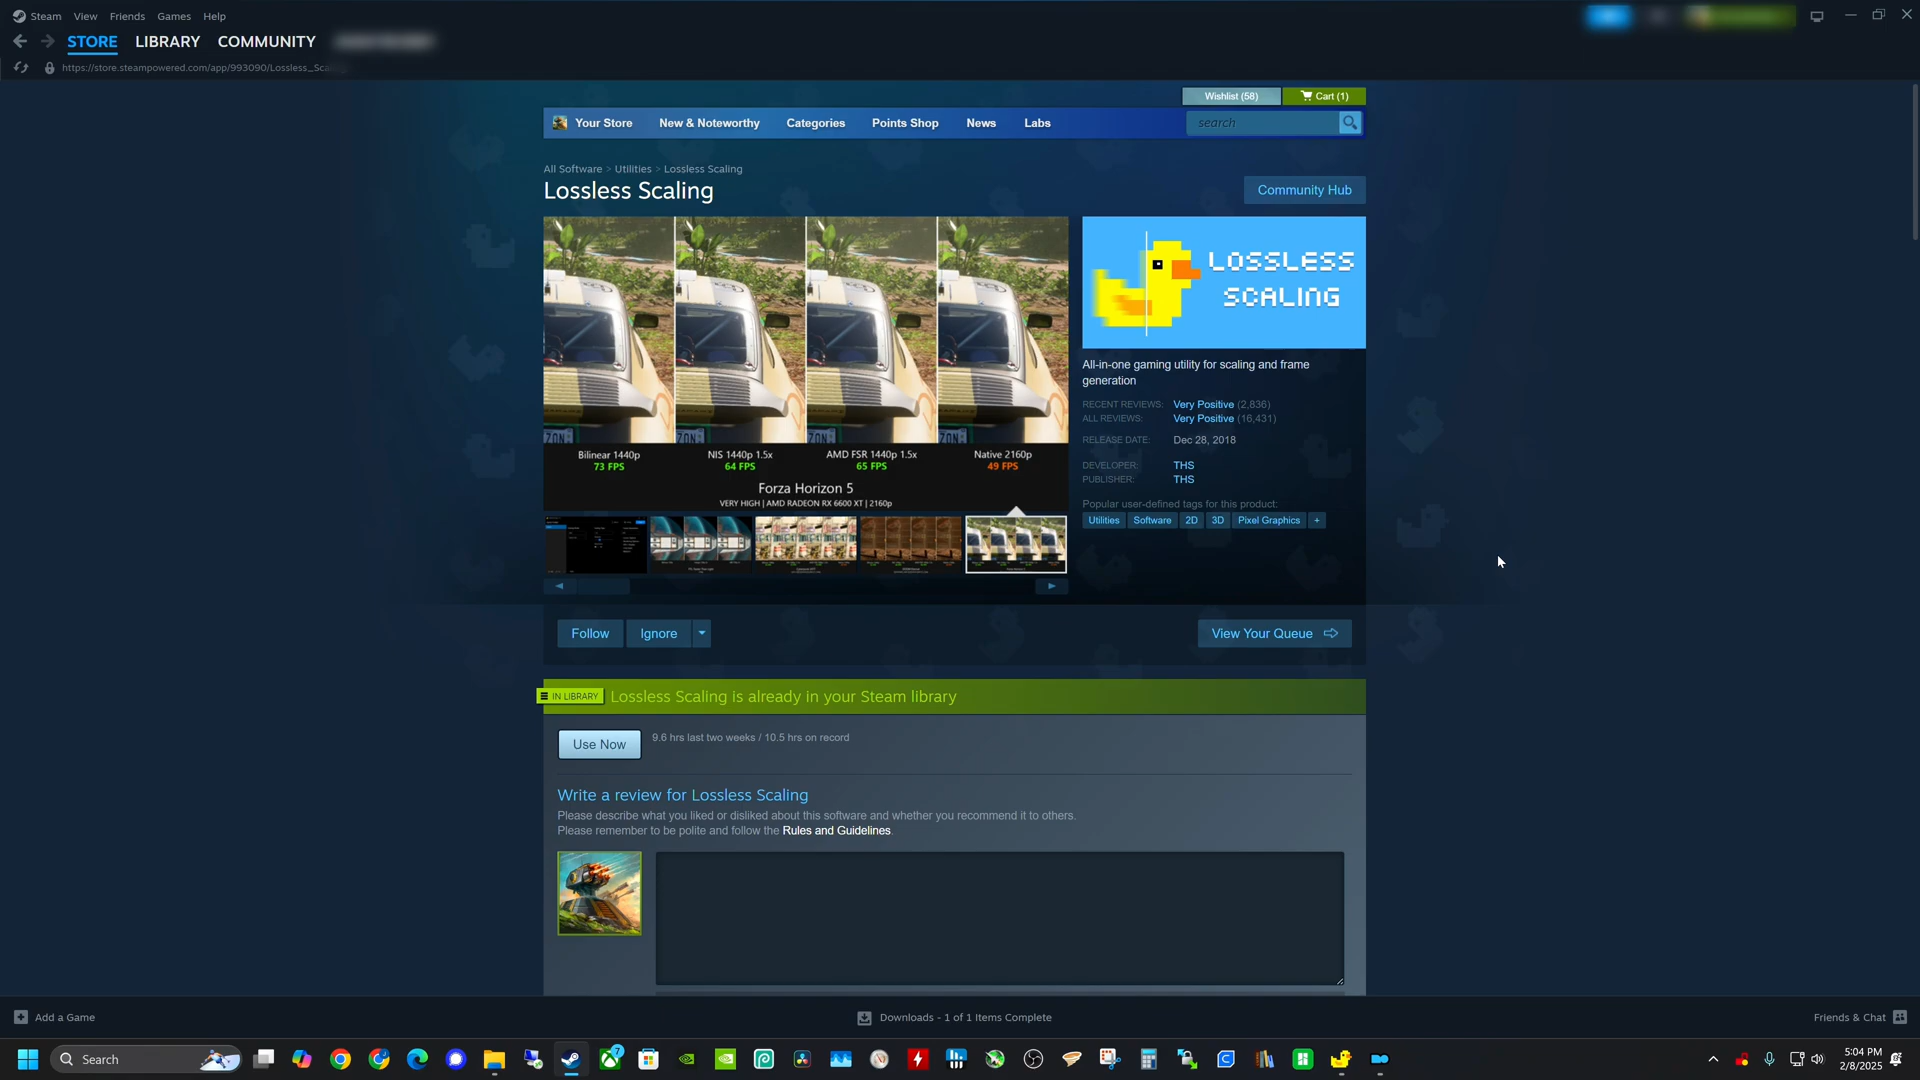 Steam View Friends Games Help
STORE LIBRARY COMMUNITY
https://store.steampowered.com/app/993090/Lossless_Sca
Wishlist (58) Cart (1)
Your Store New & Noteworthy Categories Points Shop News Labs search
All Software > Utilities > Lossless Scaling
Lossless Scaling
Community Hub
LOSSLESS
SCALING
All-in-one gaming utility for scaling and frame
generation
RECENT REVIEWS: Very Positive (2,836)
ALL REVIEWS: Very Positive (16,431)
RELEASE DATE: Dec 28, 2018
DEVELOPER: THS
PUBLISHER: THS
Popular user-defined tags for this product:
Utilities Software 2D 3D Pixel Graphics +
Bilinear 1440p NIS 1440p 1.5x AMD FSR 1440p 1.5x Native 2160p
73 FPS 64 FPS 65 FPS 49 FPS
Forza Horizon 5
VERY HIGH | AMD RADEON RX 6600 XT | 2160p
Follow Ignore View Your Queue
IN LIBRARY Lossless Scaling is already in your Steam library
Use Now 9.6 hrs last two weeks / 10.5 hrs on record
Write a review for Lossless Scaling
Please describe what you liked or disliked about this software and whether you recommend it to others.
Please remember to be polite and follow the Rules and Guidelines.
Add a Game Downloads - 1 of 1 Items Complete Friends & Chat
Search 7 5:04 PM
2/8/2025